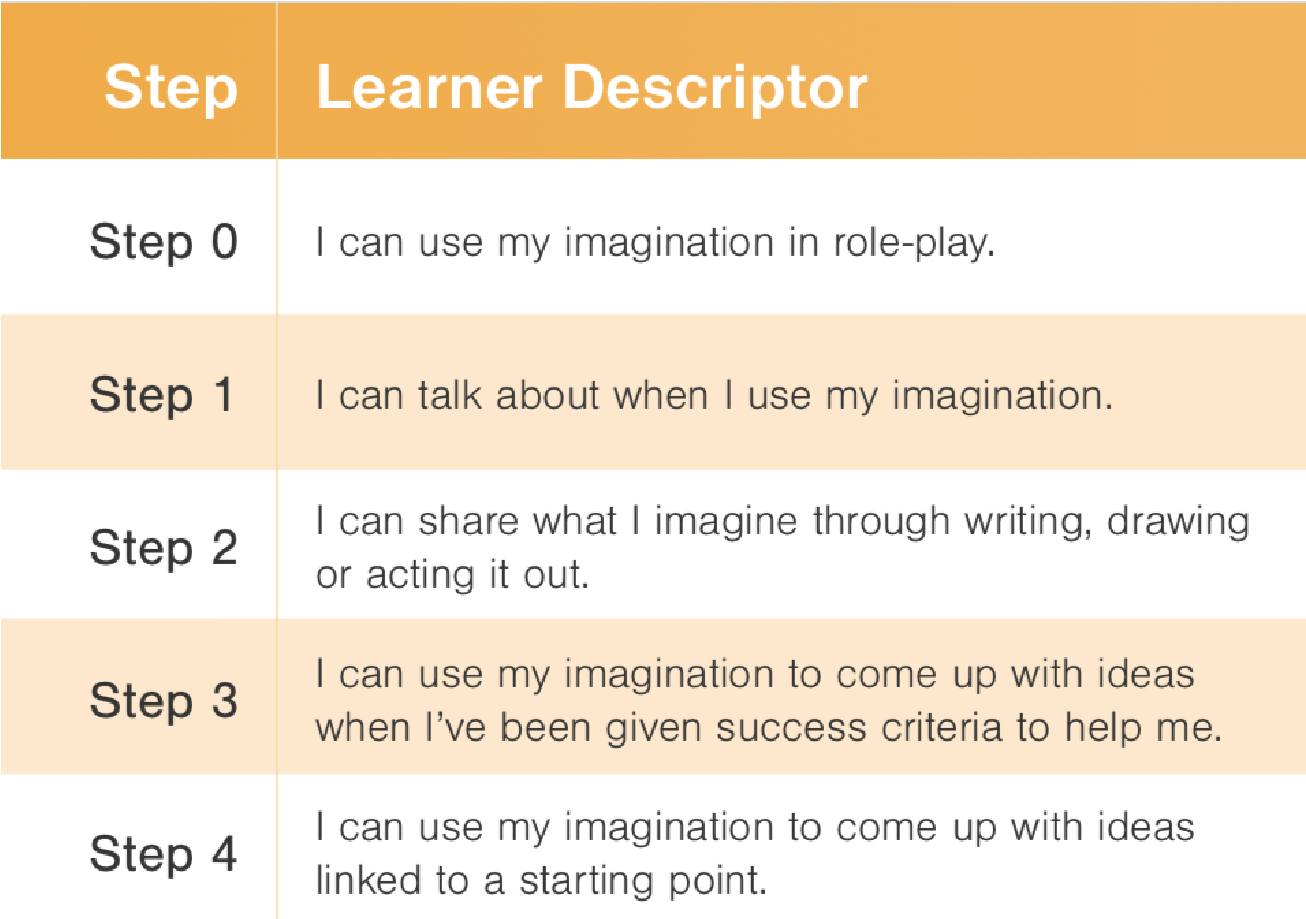 Step Learner Descriptor
Step 0 I can use my imagination in role-play.
Step 1 I can talk about when I use my imagination.
Step 2 I can share what I imagine through writing, drawing
or acting it out.
Step 3 I can use my imagination to come up with ideas
when I've been given success criteria to help me.
Step 4 I can use my imagination to come up with ideas
linked to a starting point.